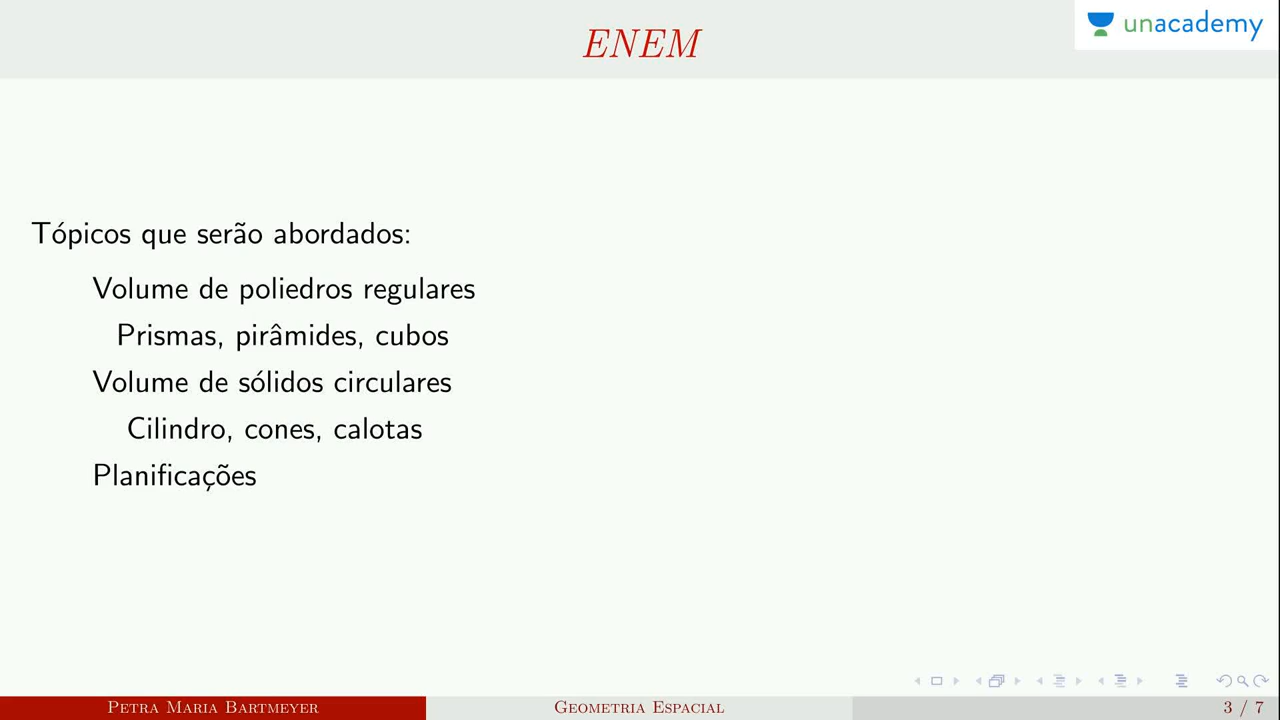 ENEM
unacademy
Tópicos que serão abordados:
Volume de poliedros regulares
Prismas, pirâmides, cubos
Volume de sólidos circulares
Cilindro, cones, calotas
Planificações
Petra Maria Bartmeyer
Geometria Espacial
3 / 7